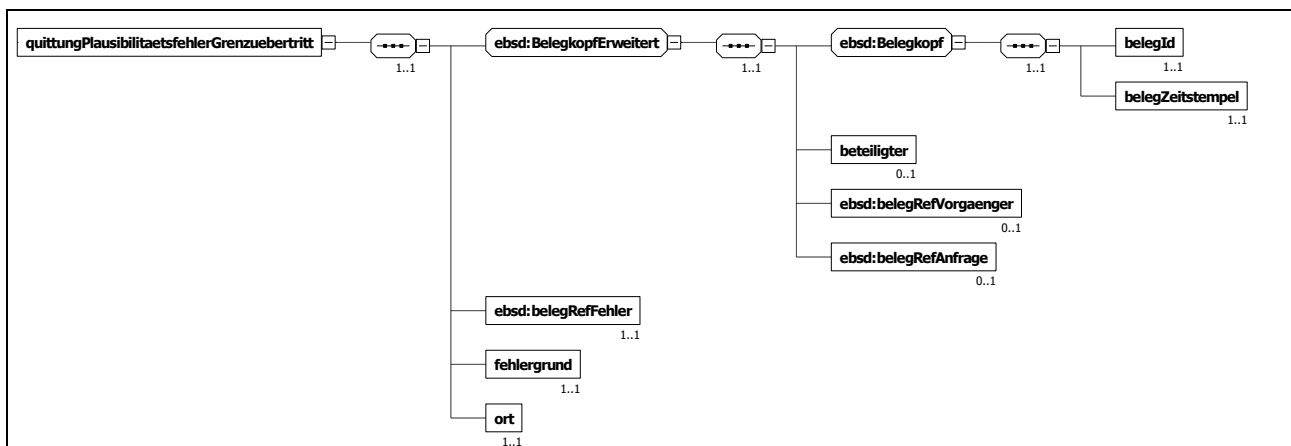 quittungPlausibilitaetsfehlerGrenzuebertritt
1..1
ebsd:BelegkopfErweitert
1..1
ebsd:Belegkopf
1..1
belegId
1..1
belegZeitstempel
1..1
beteiligter
0..1
ebsd:belegRefVorgaenger
0..1
ebsd:belegRefAnfrage
0..1
ebsd:belegRefFehler
1..1
fehlergrund
1..1
ort
1..1